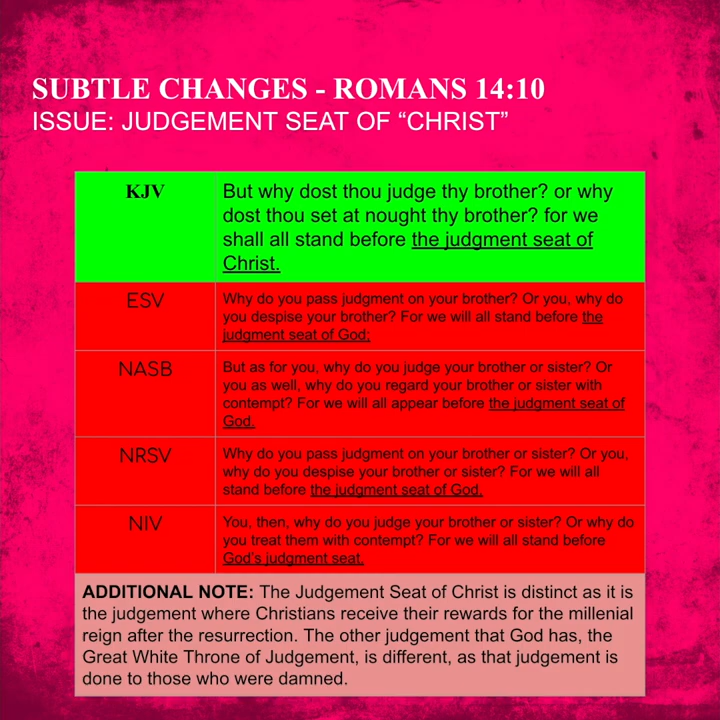 SUBTLE CHANGES - ROMANS 14:10
ISSUE: JUDGEMENT SEAT OF “CHRIST”
KJV
But why dost thou judge thy brother? or why
dost thou set at nought thy brother? for we
shall all stand before the judgment seat of
Christ.
ESV
Why do you pass judgment on your brother? Or you, why do
you despise your brother? For we will all stand before the
judgment seat of God;
NASB
But as for you, why do you judge your brother or sister? Or
you as well, why do you regard your brother or sister with
contempt? For we will all appear before the judgment seat of
God.
NRSV
Why do you pass judgment on your brother or sister? Or you,
why do you despise your brother or sister? For we will all
stand before the judgment seat of God.
NIV
You, then, why do you judge your brother or sister? Or why do
you treat them with contempt? For we will all stand before
God’s judgment seat.
ADDITIONAL NOTE: The Judgement Seat of Christ is distinct as it is
the judgement where Christians receive their rewards for the millenial
reign after the resurrection. The other judgement that God has, the
Great White Throne of Judgement, is different, as that judgement is
done to those who were damned.